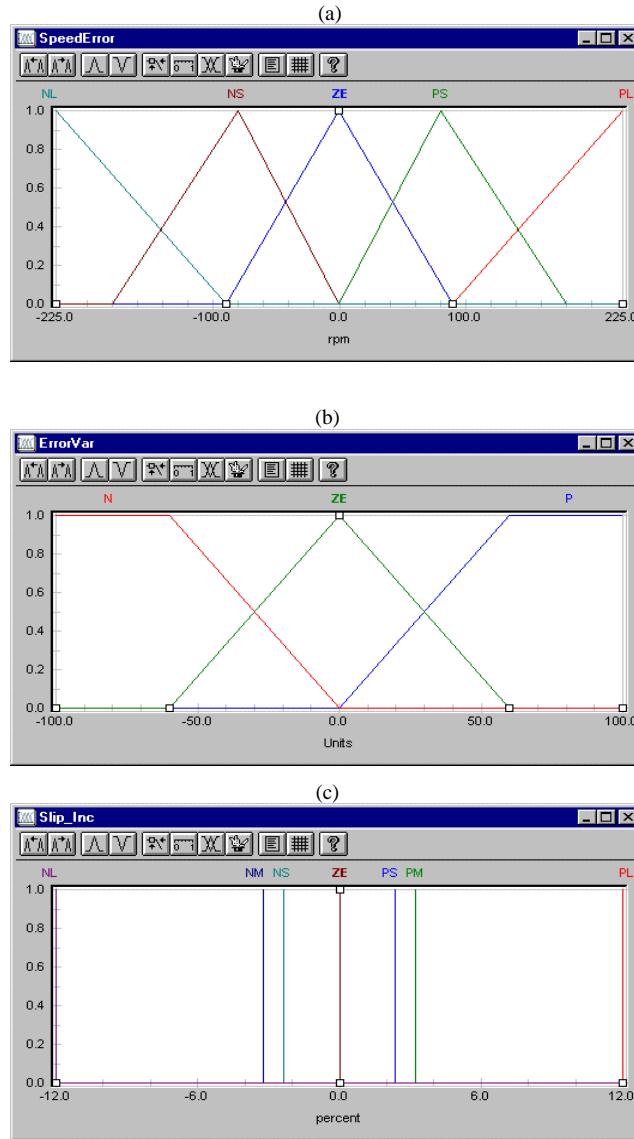 (a)
SpeedError
NL NS ZE PS PL
1.0
0.8
0.6
0.4
0.2
0.0
-225.0 -100.0 0.0 100.0 225.0
rpm
(b)
ErrorVar
N ZE P
1.0
0.8
0.6
0.4
0.2
0.0
-100.0 -50.0 0.0 50.0 100.0
Units
(c)
Slip_Inc
NL NM NS ZE PS PM PL
1.0
0.8
0.6
0.4
0.2
0.0
-12.0 -6.0 0.0 6.0 12.0
percent